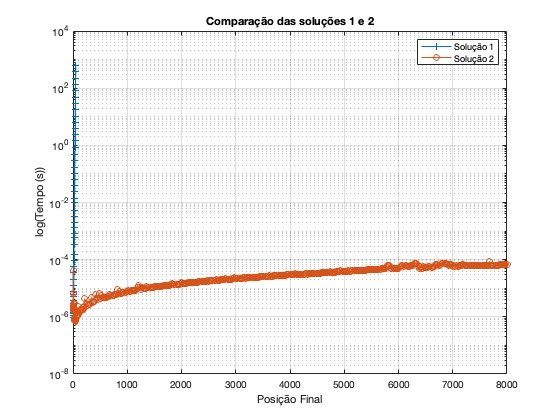 Comparação das soluções 1 e 2
10^4
Solução 1
Solução 2
10^2
10^0
10^-2
10^-4
10^-6
10^-8
log(Tempo (s))
0 1000 2000 3000 4000 5000 6000 7000 8000
Posição Final